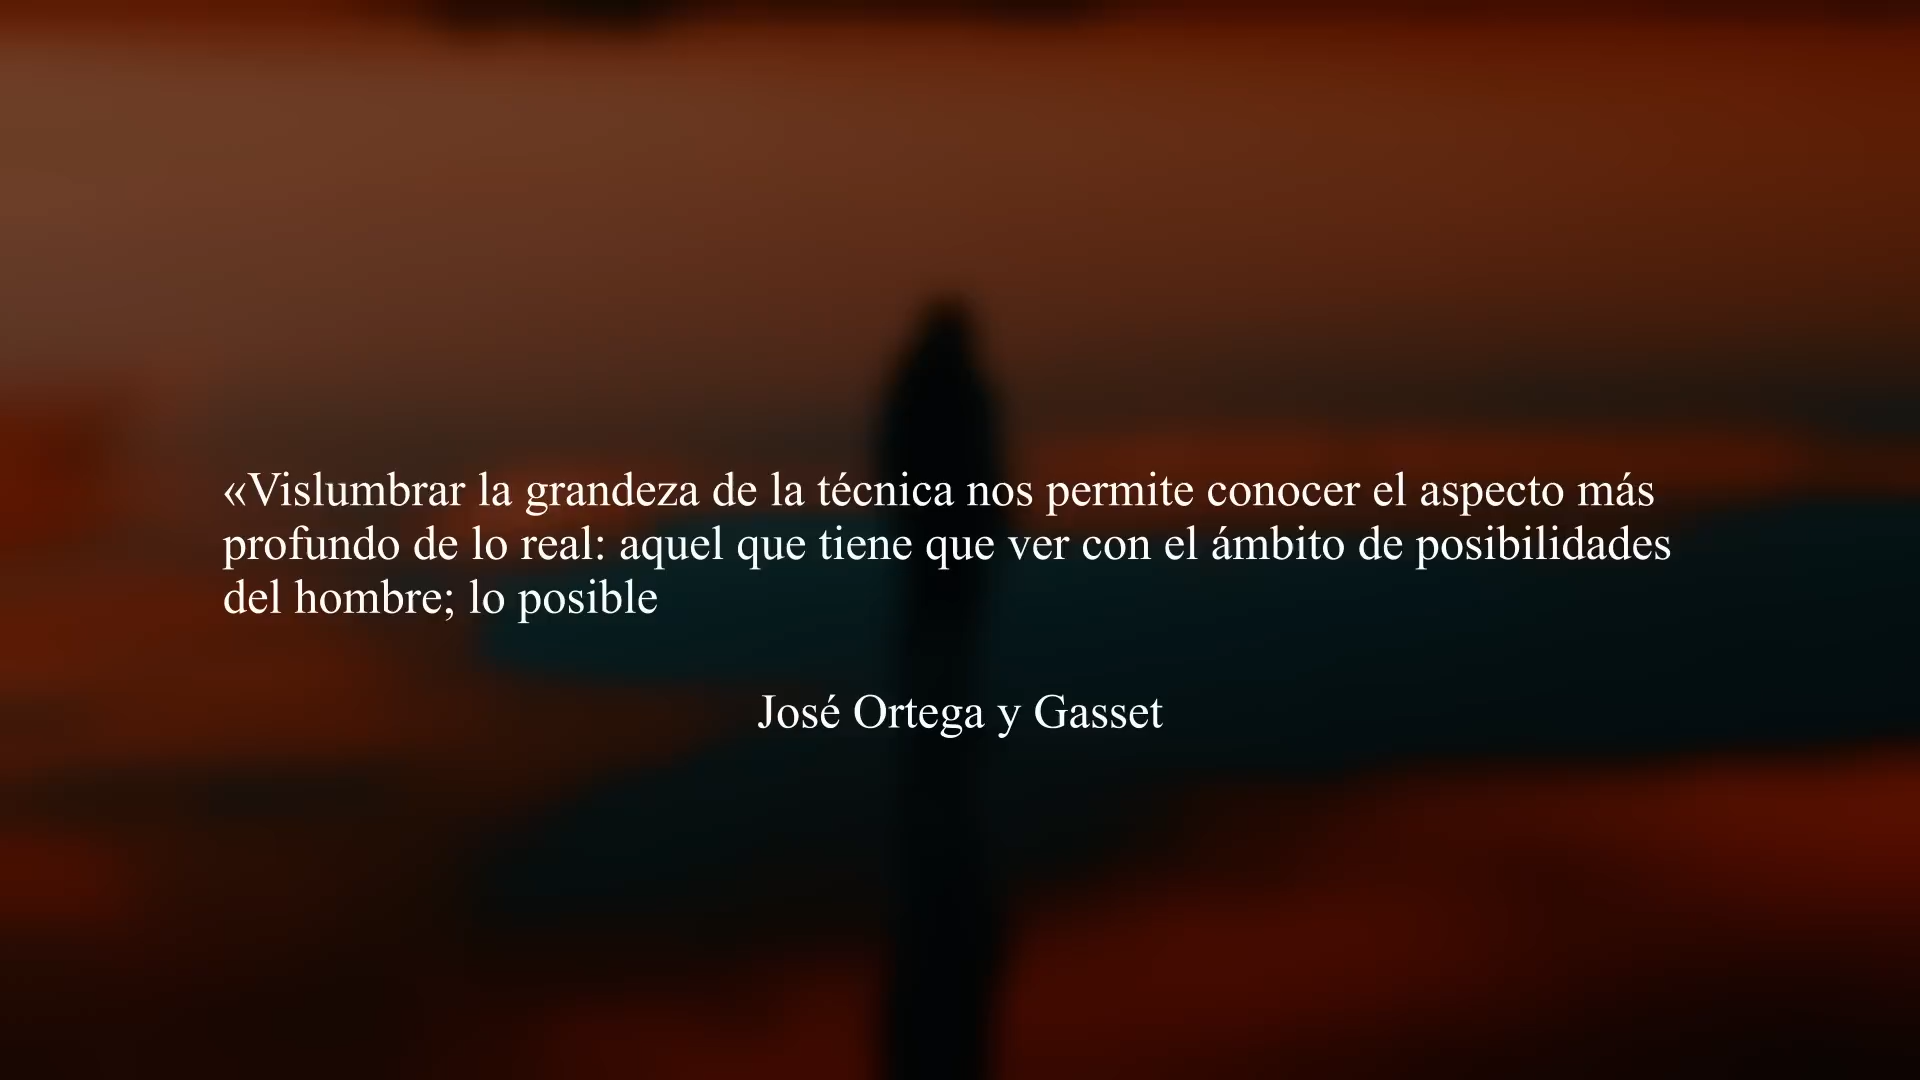 «Vislumbrar la grandeza de la técnica nos permite conocer el aspecto más
profundo de lo real: aquel que tiene que ver con el ámbito de posibilidades
del hombre; lo posible
José Ortega y Gasset